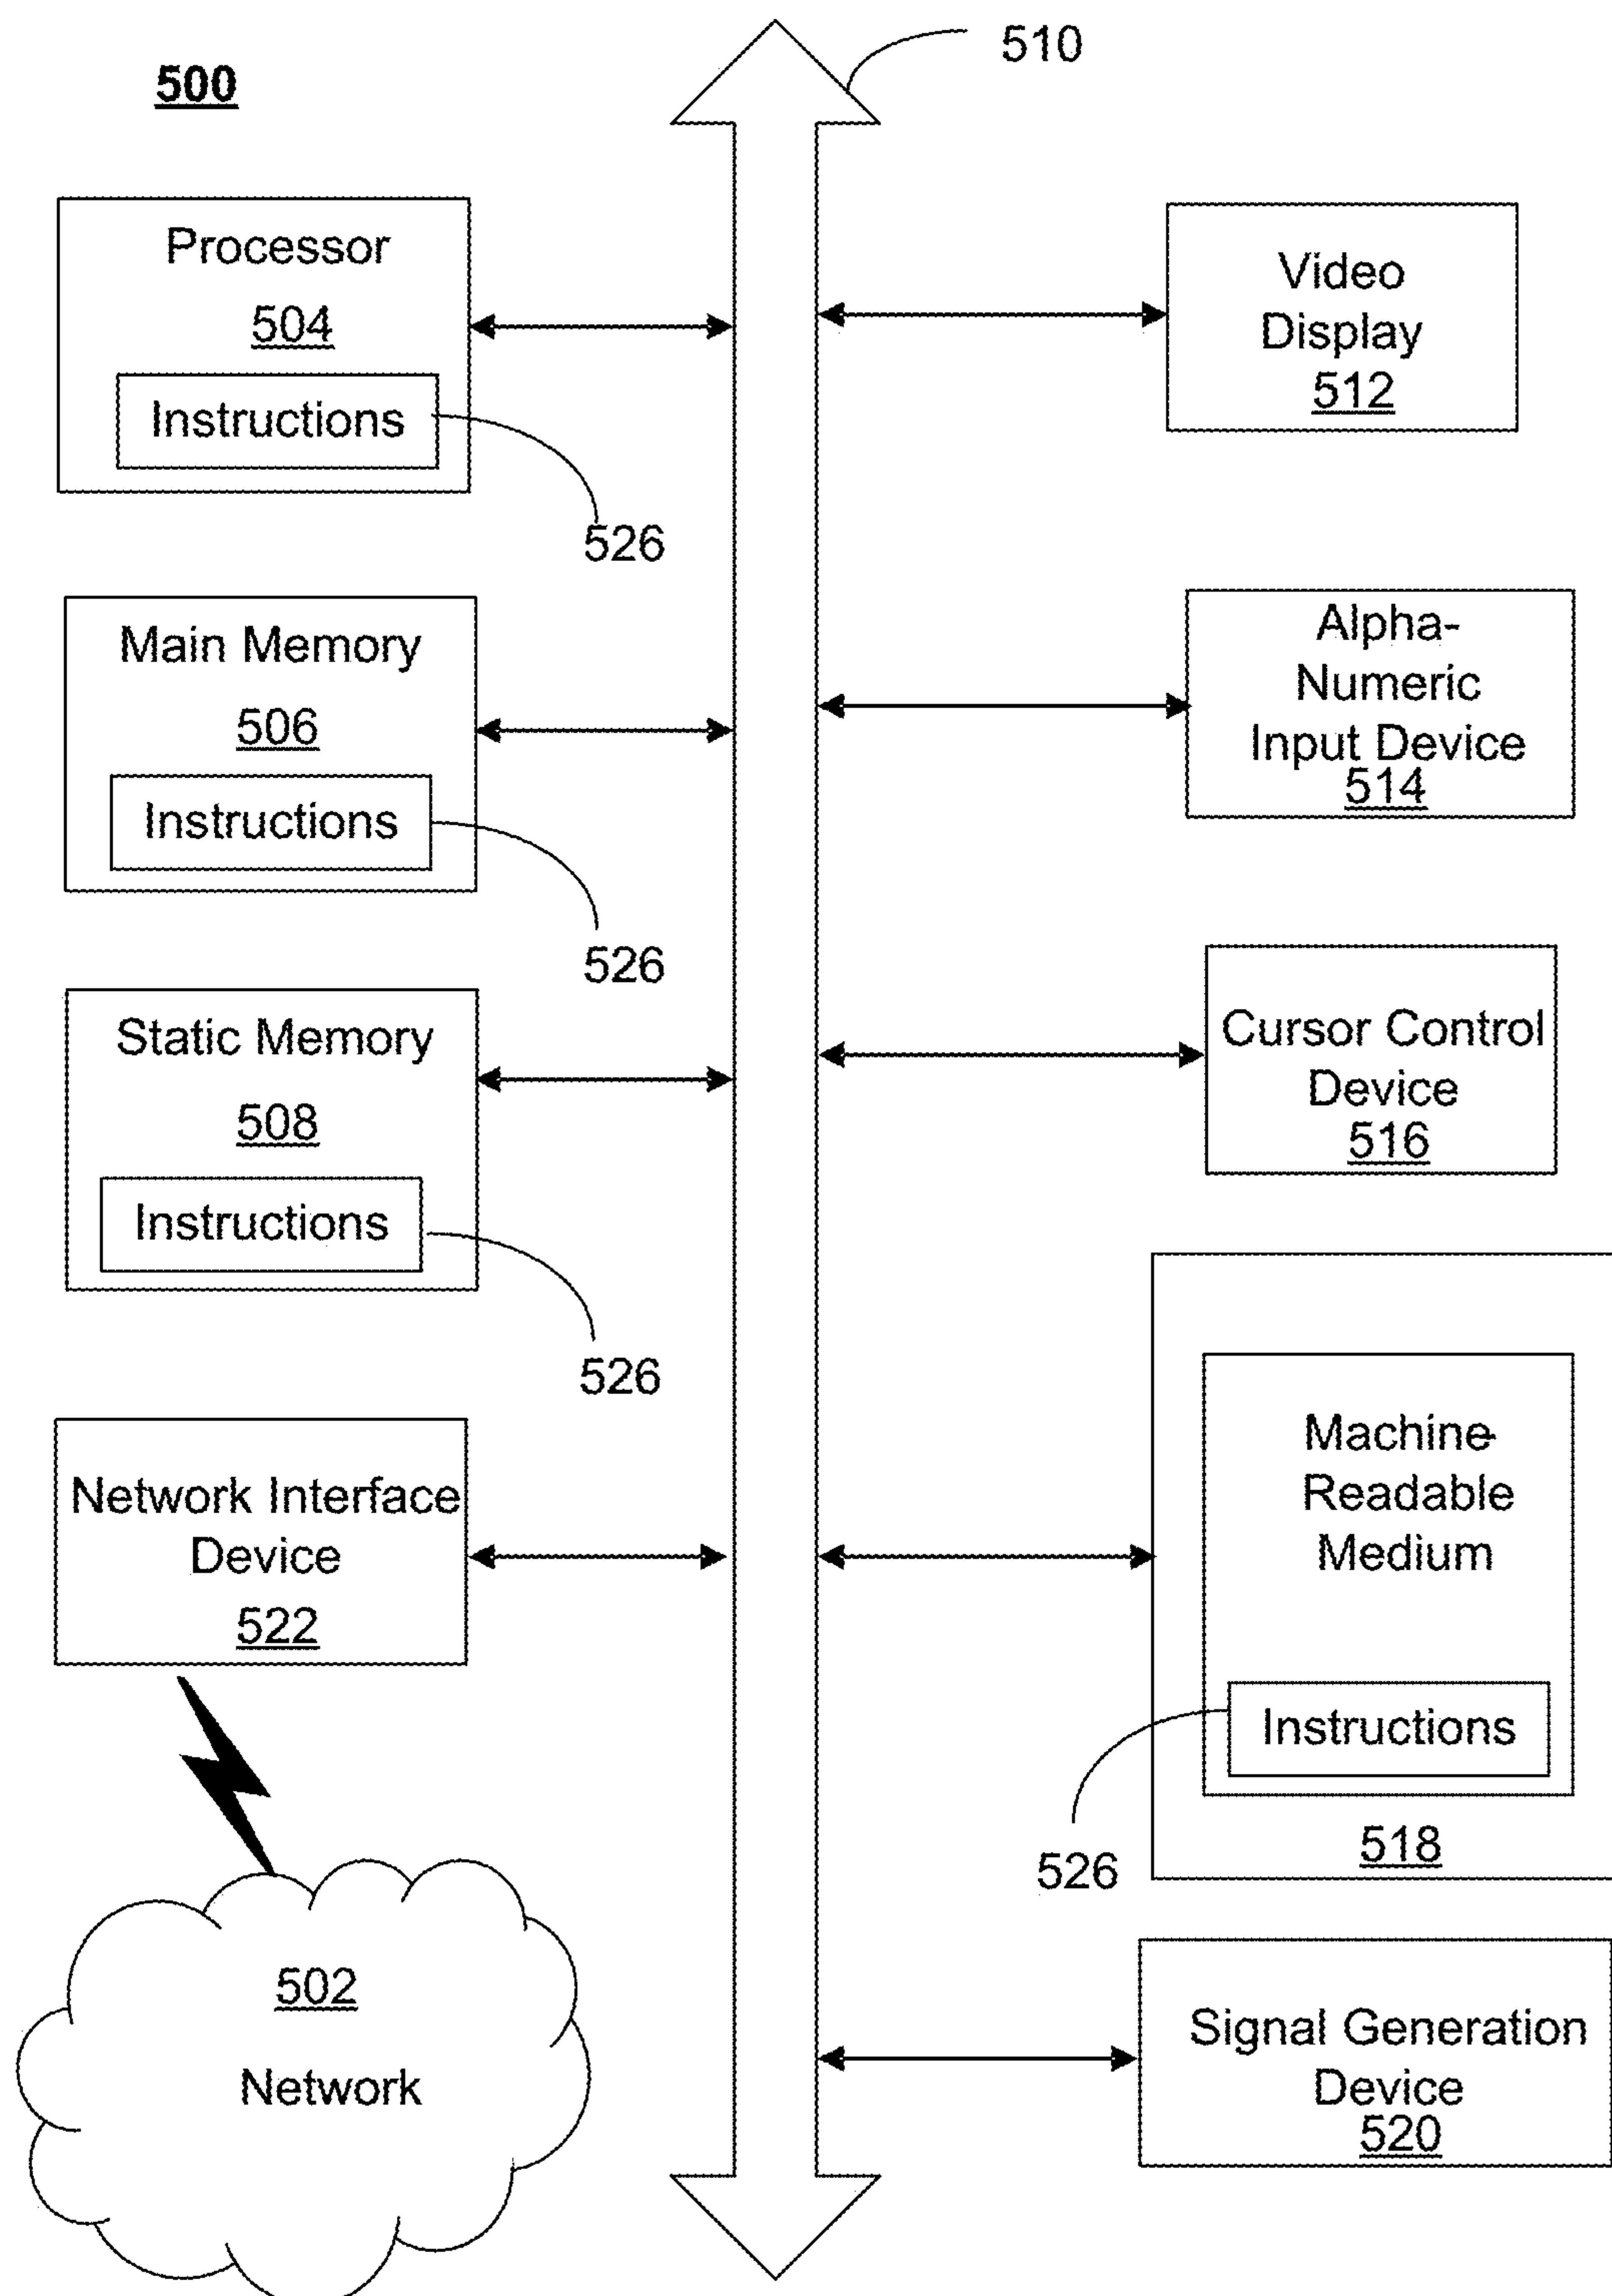 500
510
Processor
504
Instructions
526
Main Memory
506
Instructions
526
Static Memory
508
Instructions
526
Network Interface
Device
522
502
Network
Video
Display
512
Alpha-
Numeric
Input Device
514
Cursor Control
Device
516
Machine-
Readable
Medium
Instructions
526
518
Signal Generation
Device
520